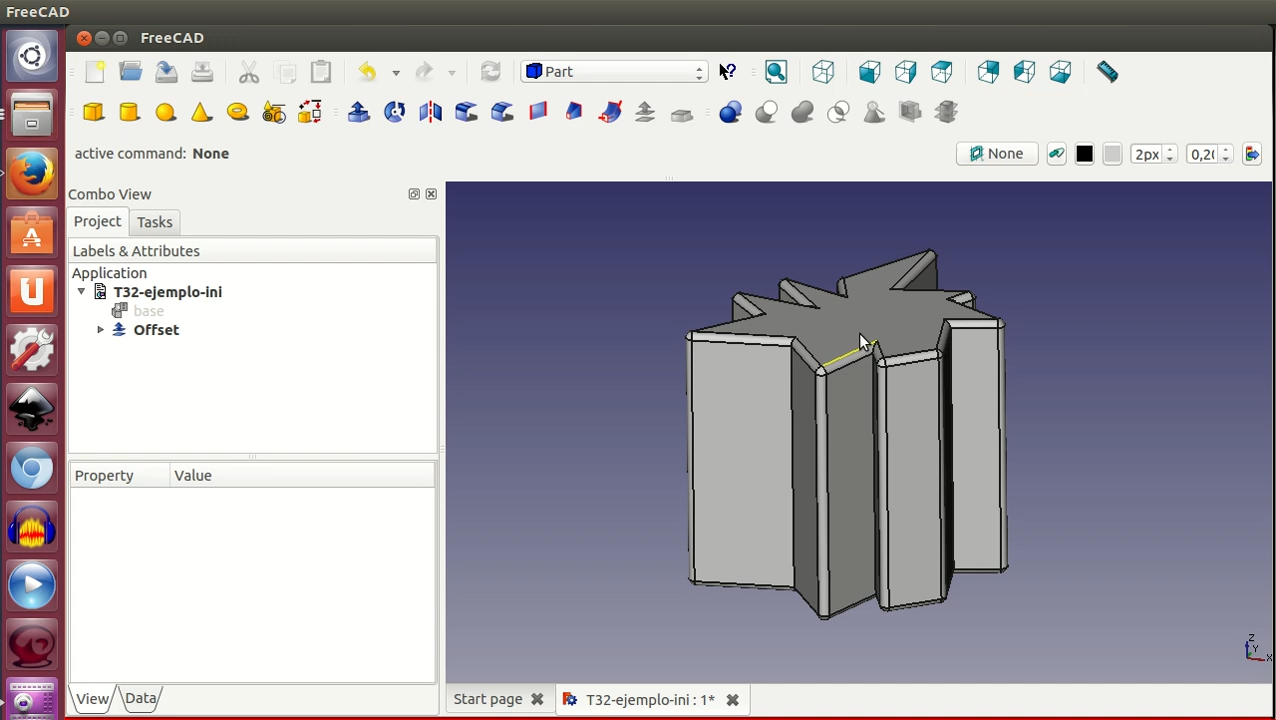 FreeCAD
FreeCAD
Part
active command: None
None
2px
0,20
Combo View
Project
Tasks
Labels & Attributes
Application
T32-ejemplo-ini
base
Offset
Property
Value
Z
Y
X
View
Data
Start page
T32-ejemplo-ini : 1*